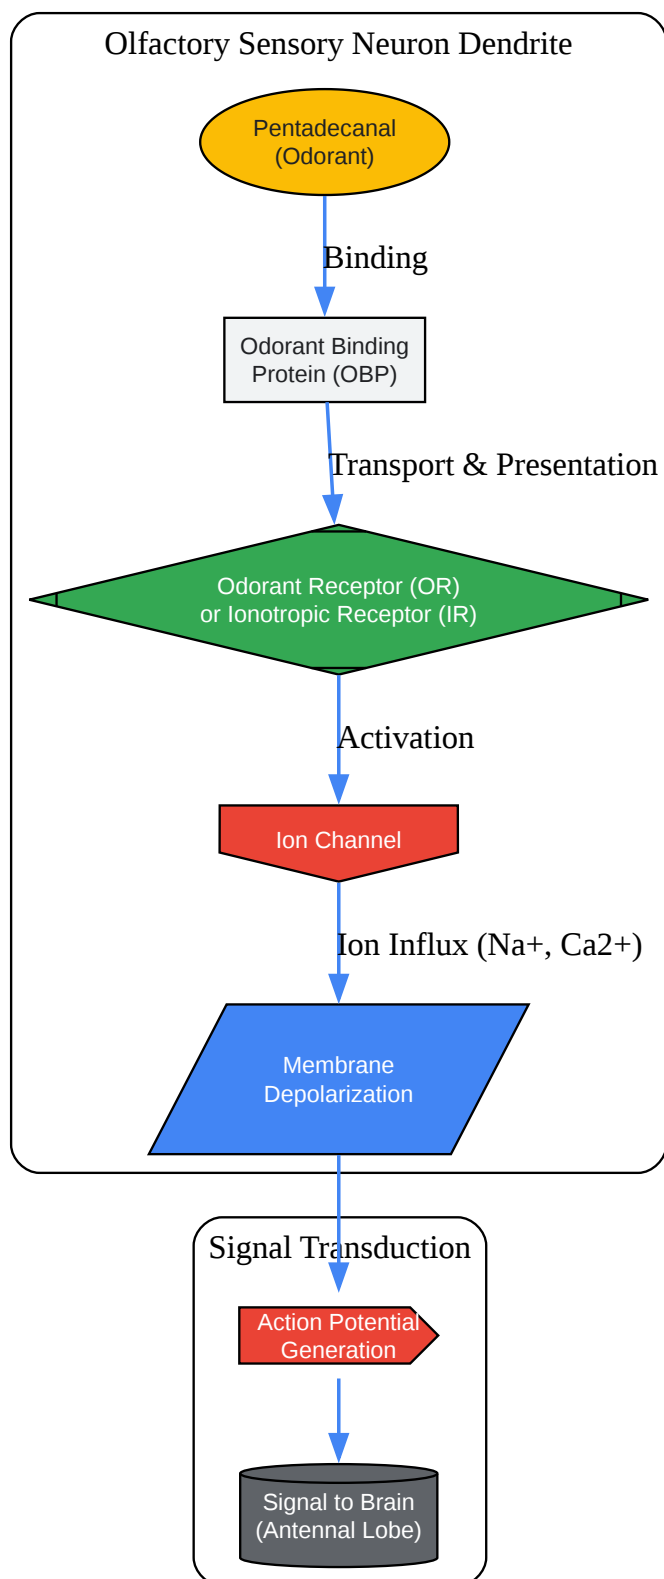 Olfactory Sensory Neuron Dendrite
Pentadecanal
(Odorant)
Binding
Odorant Binding
Protein (OBP)
Transport & Presentation
Odorant Receptor (OR)
or Ionotropic Receptor (IR)
Activation
Ion Channel
Ion Influx (Na+, Ca2+)
Membrane
Depolarization
Signal Transduction
Action Potential
Generation
Signal to Brain
(Antennal Lobe)